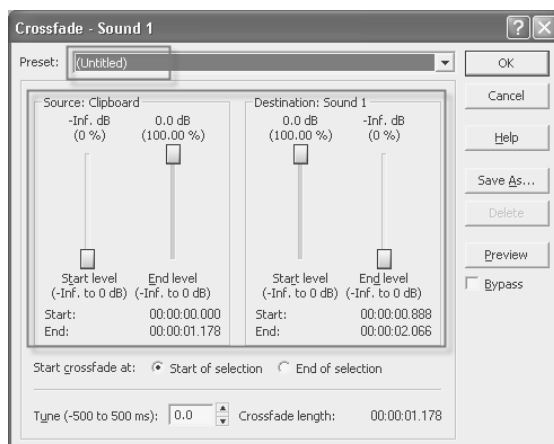 Crossfade - Sound 1
Preset: (Untitled)
OK
Cancel
Help
Save As...
Delete
Preview
Bypass
Source: Clipboard
-Inf. dB 0.0 dB
(0 %) (100.00 %)
Start level End level
(-Inf. to 0 dB) (-Inf. to 0 dB)
Start: 00:00:00.000
End: 00:00:01.178
Destination: Sound 1
0.0 dB -Inf. dB
(100.00 %) (0 %)
Start level End level
(-Inf. to 0 dB) (-Inf. to 0 dB)
Start: 00:00:00.888
End: 00:00:02.066
Start crossfade at: Start of selection End of selection
Tune (-500 to 500 ms): 0.0 Crossfade length: 00:00:01.178